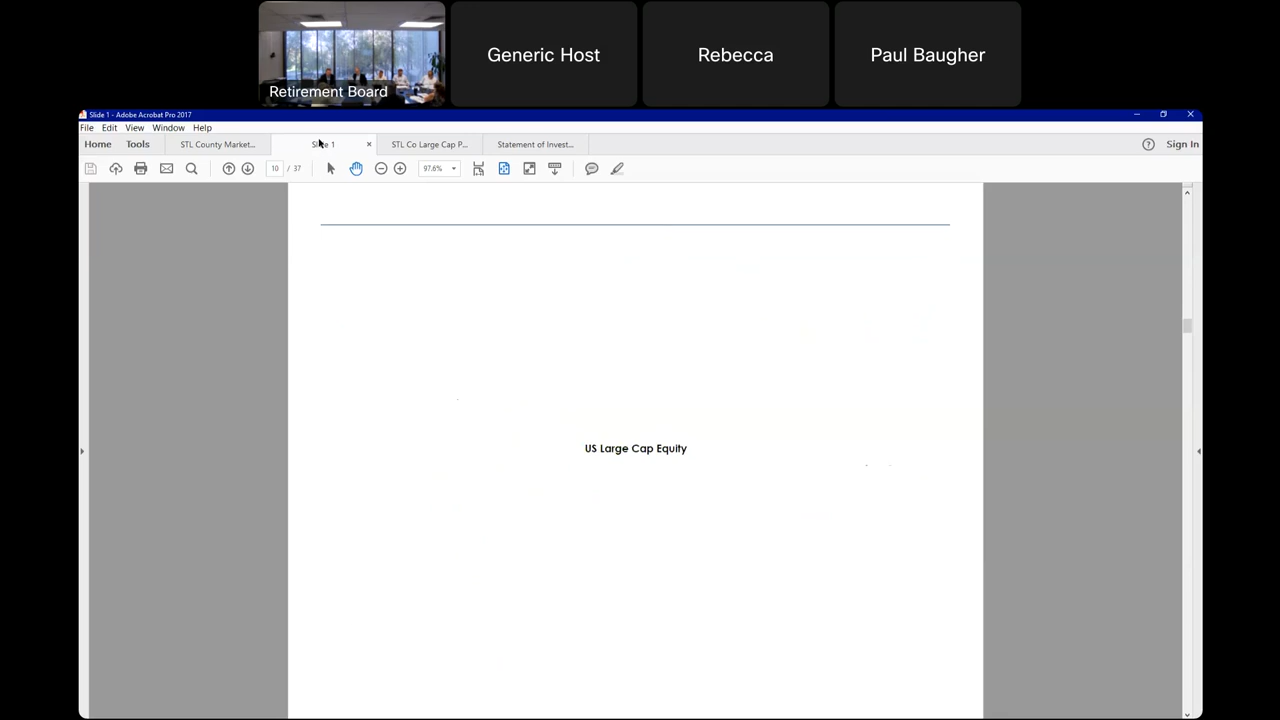 Retirement Board
Generic Host
Rebecca
Paul Baugher
Slide 1 - Adobe Acrobat Pro 2017
File Edit View Window Help
Home Tools STL County Market... Slide 1 STL Co Large Cap P... Statement of Invest... Sign In
10 / 37 97.6%
US Large Cap Equity